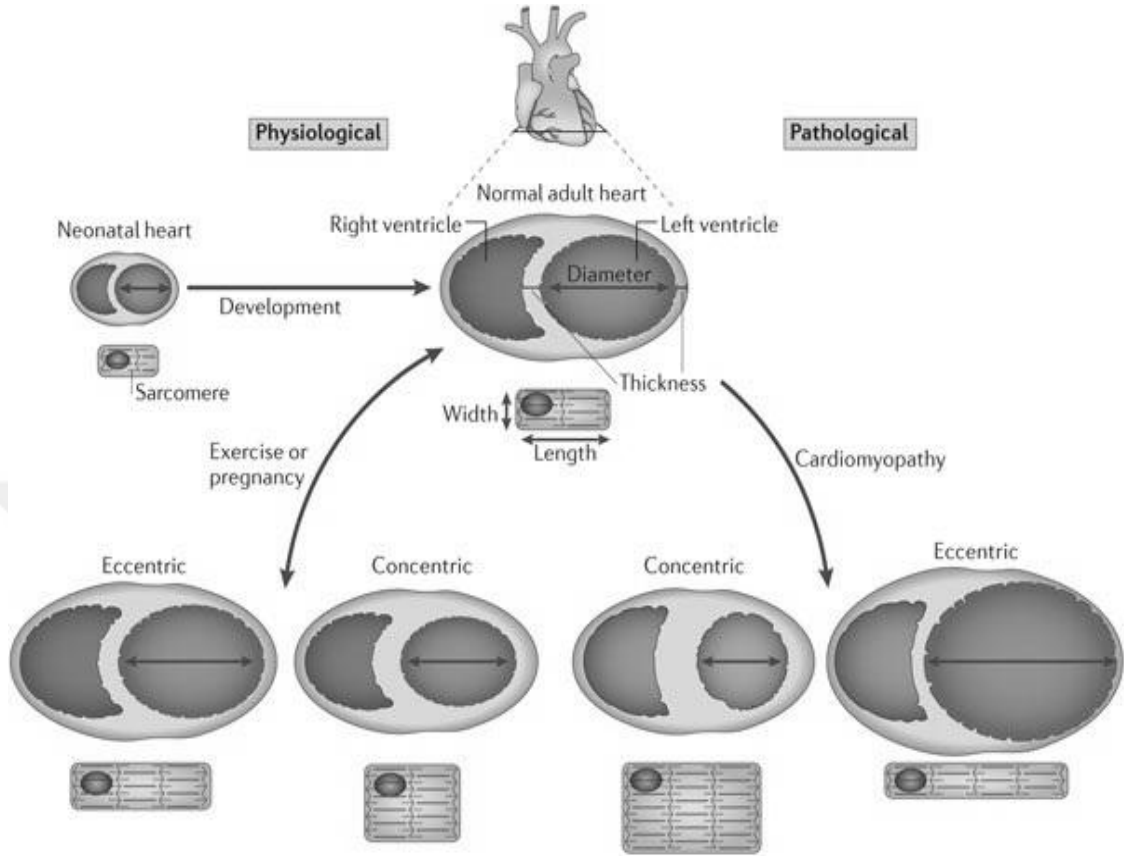 Physiological
Pathological
Normal adult heart
Right ventricle
Left ventricle
Neonatal heart
Diameter
Development
Sarcomere
Thickness
Width
Length
Exercise or
pregnancy
Cardiomyopathy
Eccentric
Concentric
Concentric
Eccentric